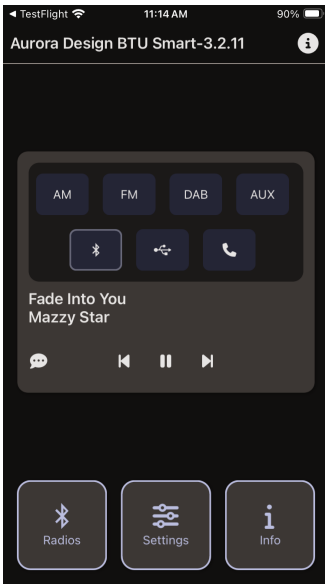 ◀ TestFlight 11:14 AM 90%
Aurora Design BTU Smart-3.2.11
AM FM DAB AUX
Fade Into You
Mazzy Star
Radios Settings Info